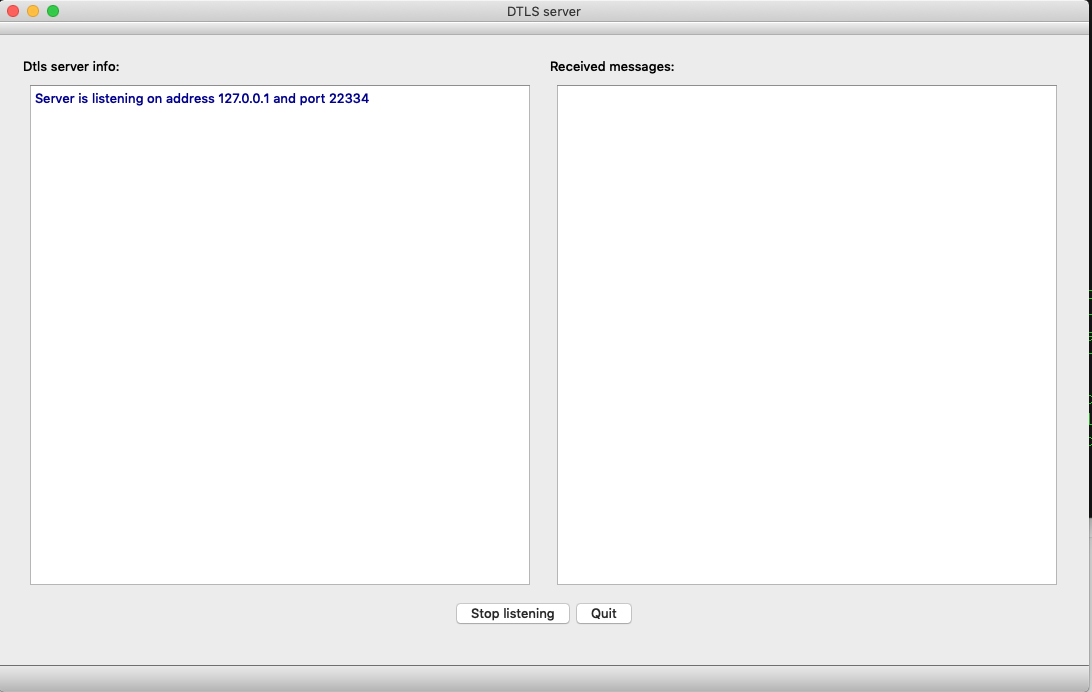 DTLS server
Dtls server info:
Received messages:
Server is listening on address 127.0.0.1 and port 22334
Stop listening
Quit